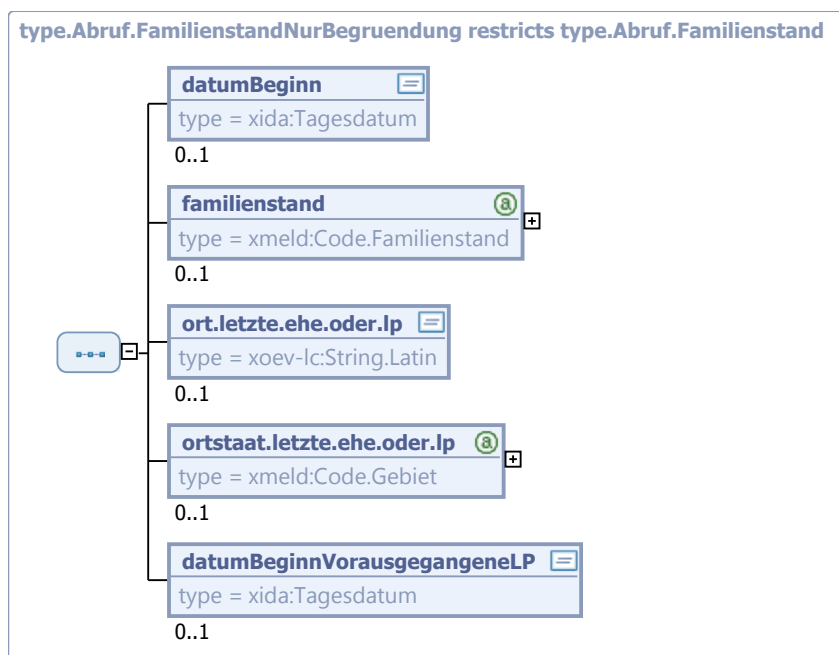 type.Abruf.FamilienstandNurBegruendung restricts type.Abruf.Familienstand
datumBeginn
type = xida:Tagesdatum
0..1
familienstand
type = xmeld:Code.Familienstand
0..1
ort.letzte.ehe.oder.lp
type = xoev-lc:String.Latin
0..1
ortstaat.letzte.ehe.oder.lp
type = xmeld:Code.Gebiet
0..1
datumBeginnVorausgegangeneLP
type = xida:Tagesdatum
0..1